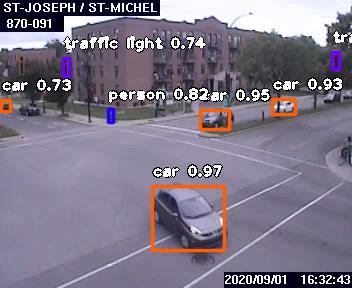 ST-JOSEPH / ST-MICHEL
870-091
traffic light 0.74
tra
car 0.73
person 0.82
car 0.95
car 0.93
car 0.97
2020/09/01 16:32:43